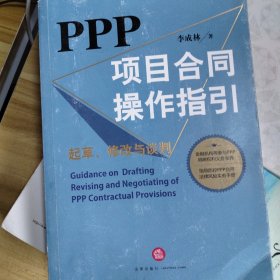 PPP
李成林 著
项目合同
操作指引
起草、修改与谈判
Guidance on Drafting
Revising and Negotiating of
PPP Contractual Provisions
法律出版社